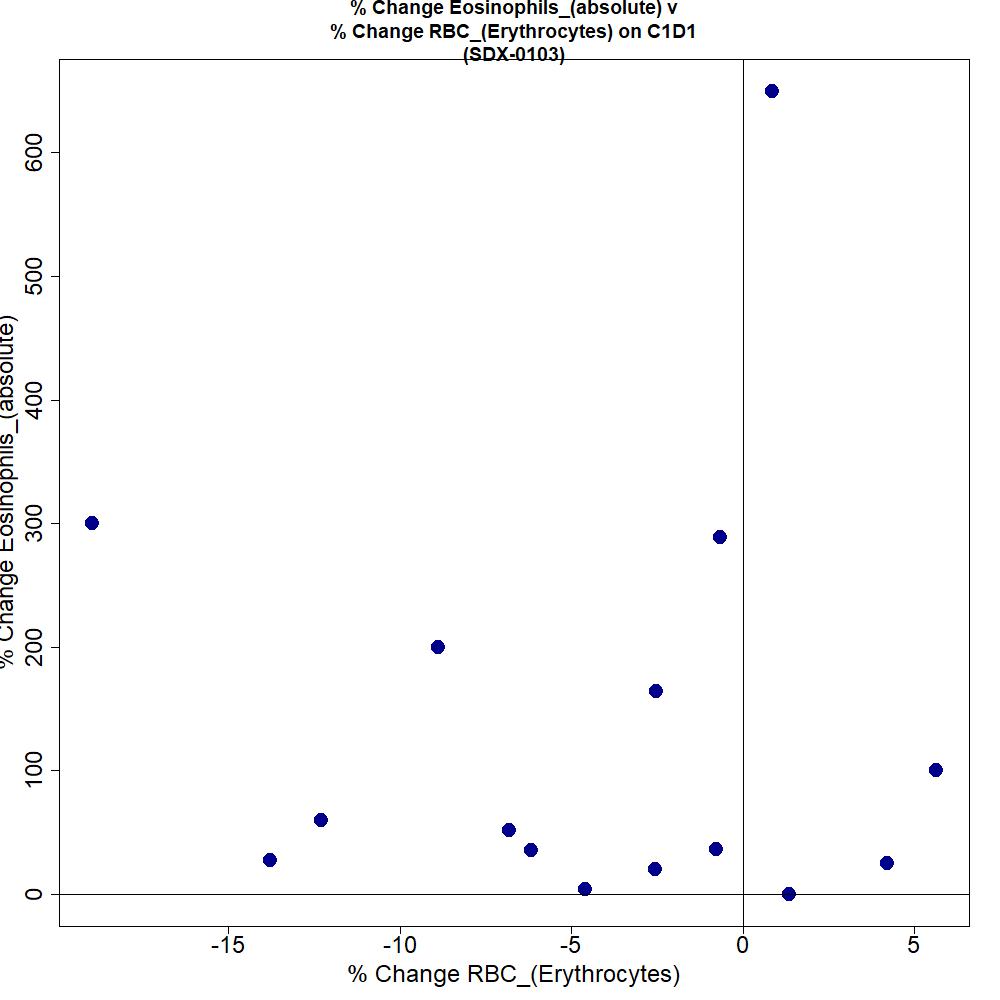 % Change Eosinophils_(absolute) v
% Change RBC_(Erythrocytes) on C1D1
(SDX-0103)
% Change Eosinophils_(absolute)
600
500
400
300
200
100
0
-15
-10
-5
0
5
% Change RBC_(Erythrocytes)